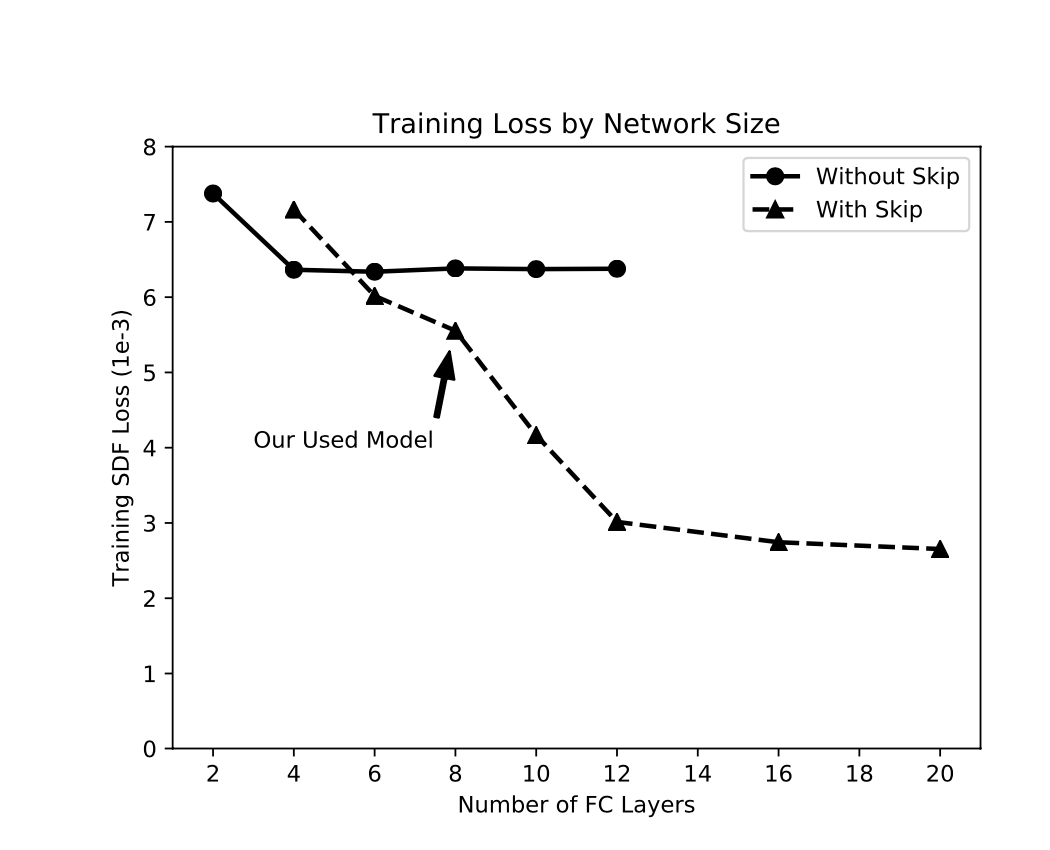 Training Loss by Network Size
8
7
6
5
4
3
2
1
0
Training SDF Loss (1e-3)
Without Skip
With Skip
Our Used Model
2 4 6 8 10 12 14 16 18 20
Number of FC Layers